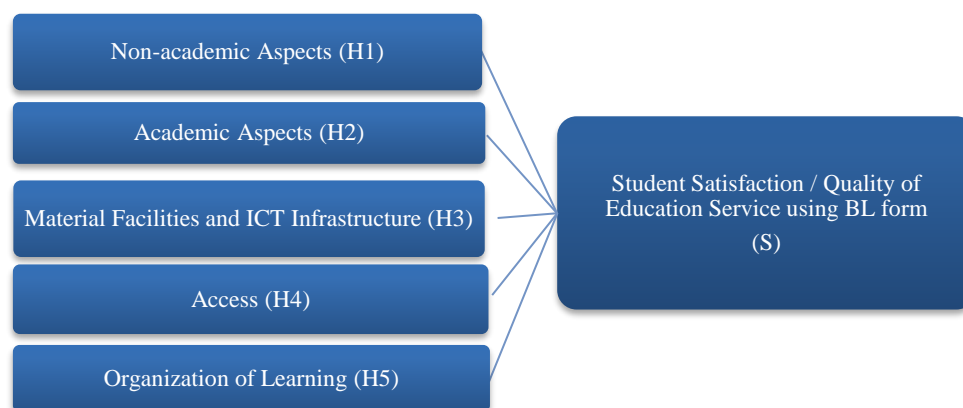 Non-academic Aspects (H1)
Academic Aspects (H2)
Material Facilities and ICT Infrastructure (H3)
Access (H4)
Organization of Learning (H5)
Student Satisfaction / Quality of
Education Service using BL form
(S)